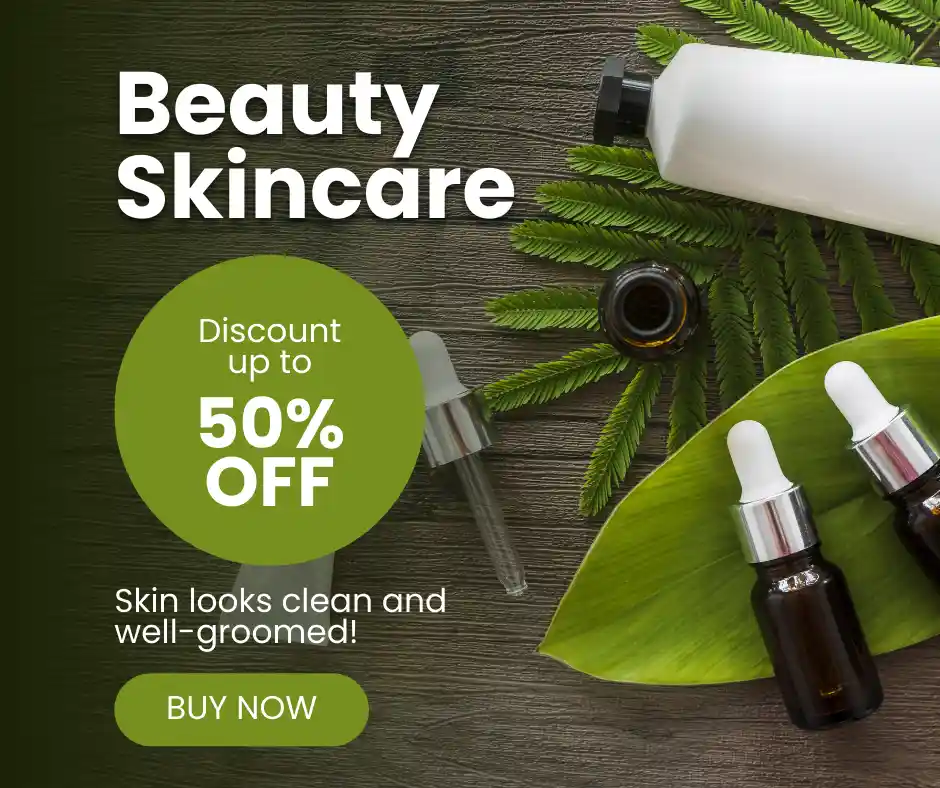 Beauty
Skincare
Discount
up to
50%
OFF
Skin looks clean and
well-groomed!
BUY NOW